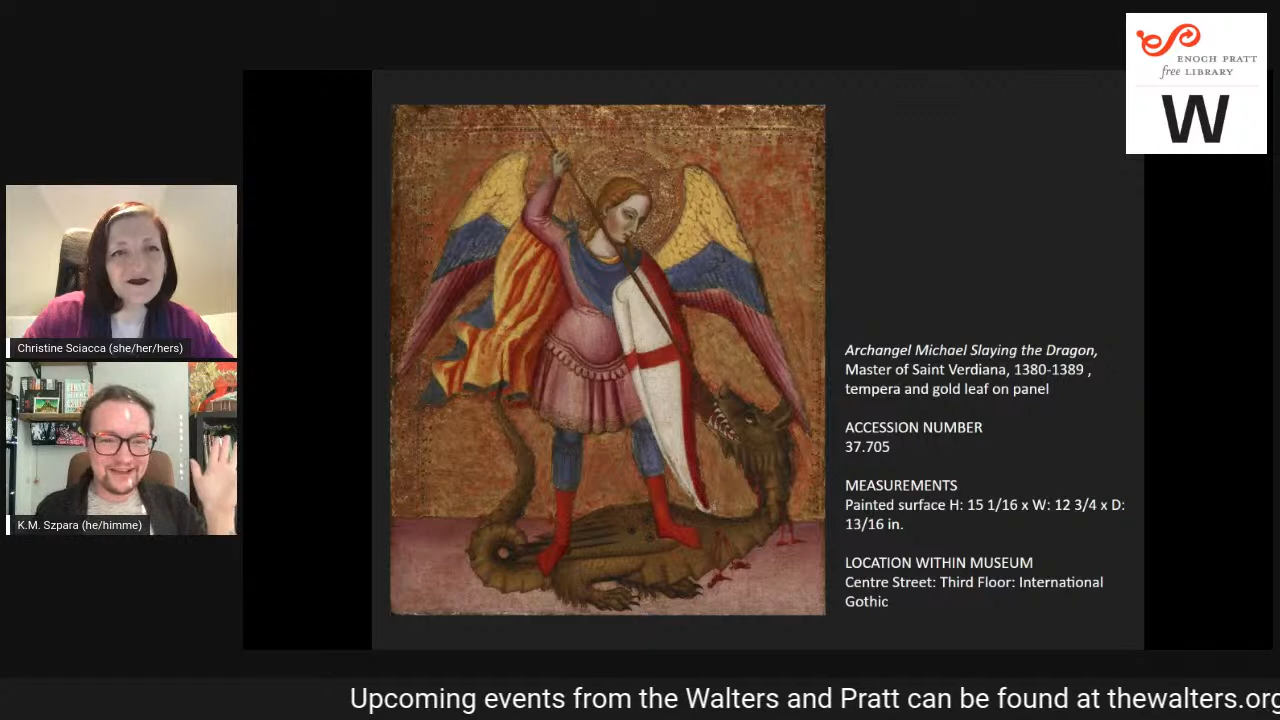 ENOCH PRATT
free LIBRARY
W
Christine Sciacca (she/her/hers)
K.M. Szpara (he/himme)
Archangel Michael Slaying the Dragon,
Master of Saint Verdiana, 1380-1389 ,
tempera and gold leaf on panel
ACCESSION NUMBER
37.705
MEASUREMENTS
Painted surface H: 15 1/16 x W: 12 3/4 x D:
13/16 in.
LOCATION WITHIN MUSEUM
Centre Street: Third Floor: International
Gothic
Upcoming events from the Walters and Pratt can be found at thewalters.org